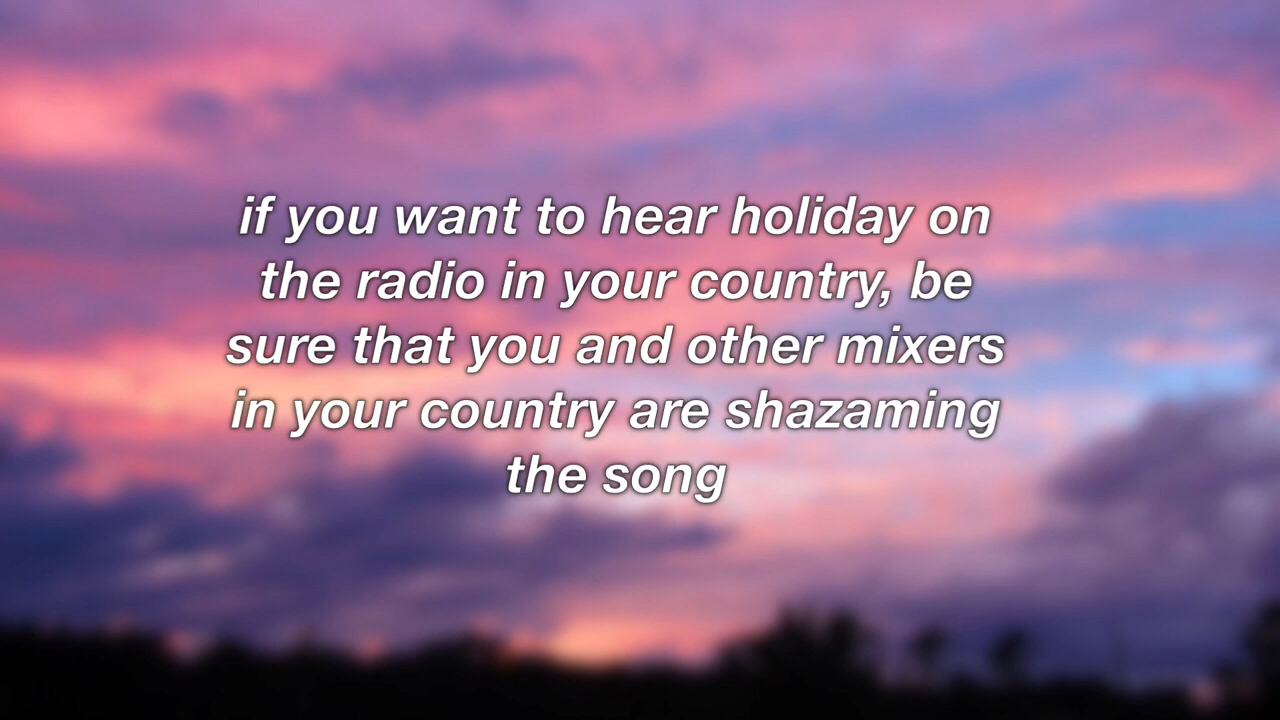 if you want to hear holiday on
the radio in your country, be
sure that you and other mixers
in your country are shazaming
the song